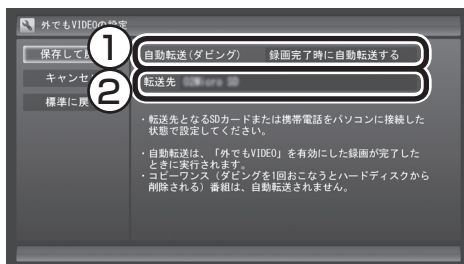 外でもVIDEOの設定
保存して
① 自動転送(ダビング) 録画完了時に自動転送する
キャンセ
② 転送先
標準に戻
・転送先となるSDカードまたは携帯電話をパソコンに接続した
状態で設定してください。
・自動転送は、「外でもVIDEO」を有効にした録画が完了した
ときに実行されます。
・コピーワンス(ダビングを1回おこなうとハードディスクから
削除される)番組は、自動転送されません。